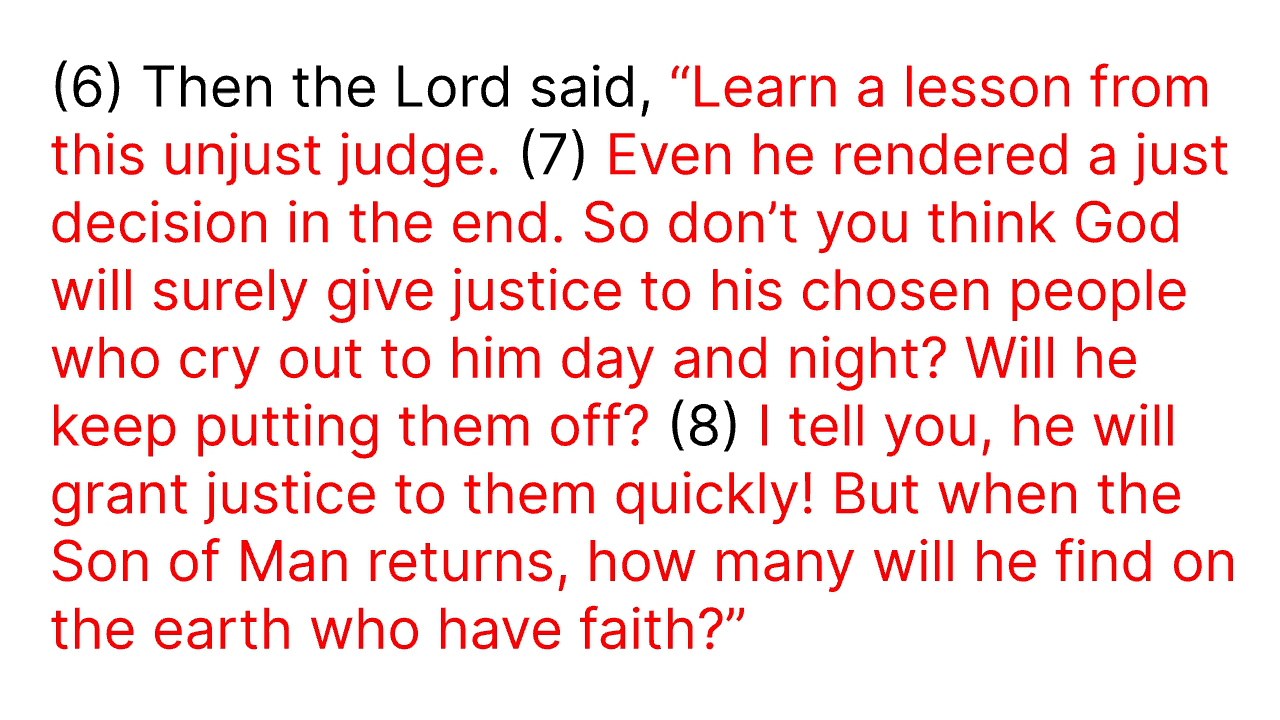 (6) Then the Lord said, “Learn a lesson from
this unjust judge. (7) Even he rendered a just
decision in the end. So don’t you think God
will surely give justice to his chosen people
who cry out to him day and night? Will he
keep putting them off? (8) I tell you, he will
grant justice to them quickly! But when the
Son of Man returns, how many will he find on
the earth who have faith?”